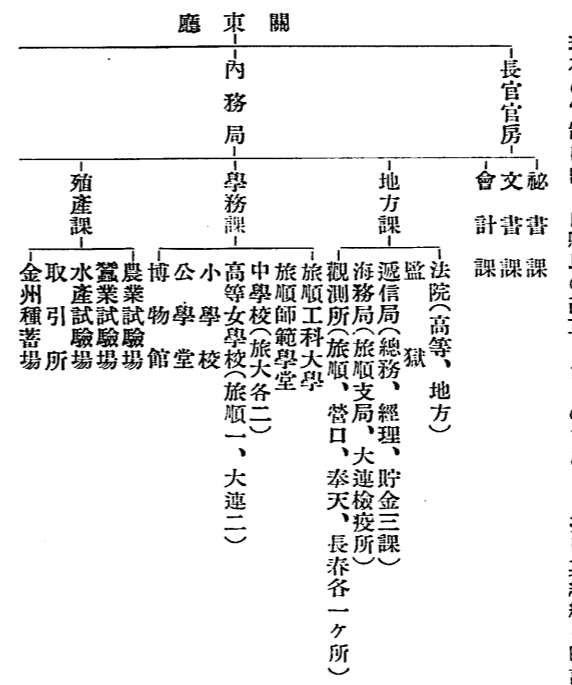 關東廳
長官官房
秘書課
文書課
會計課
內務局
地方課
法院(高等、地方)
監獄
遞信局(總務、經理、貯金三課)
海務局(旅順支局、大連檢疫所)
觀測所(旅順、營口、奉天、長春各一ケ所)
學務課
旅順工科大學
旅順師範學堂
中學校(旅大各二)
高等女學校(旅順一、大連二)
小學校
公學堂
博物館
殖產課
農業試驗場
蠶業試驗場
水產試驗場
取引所
金州種蓄場